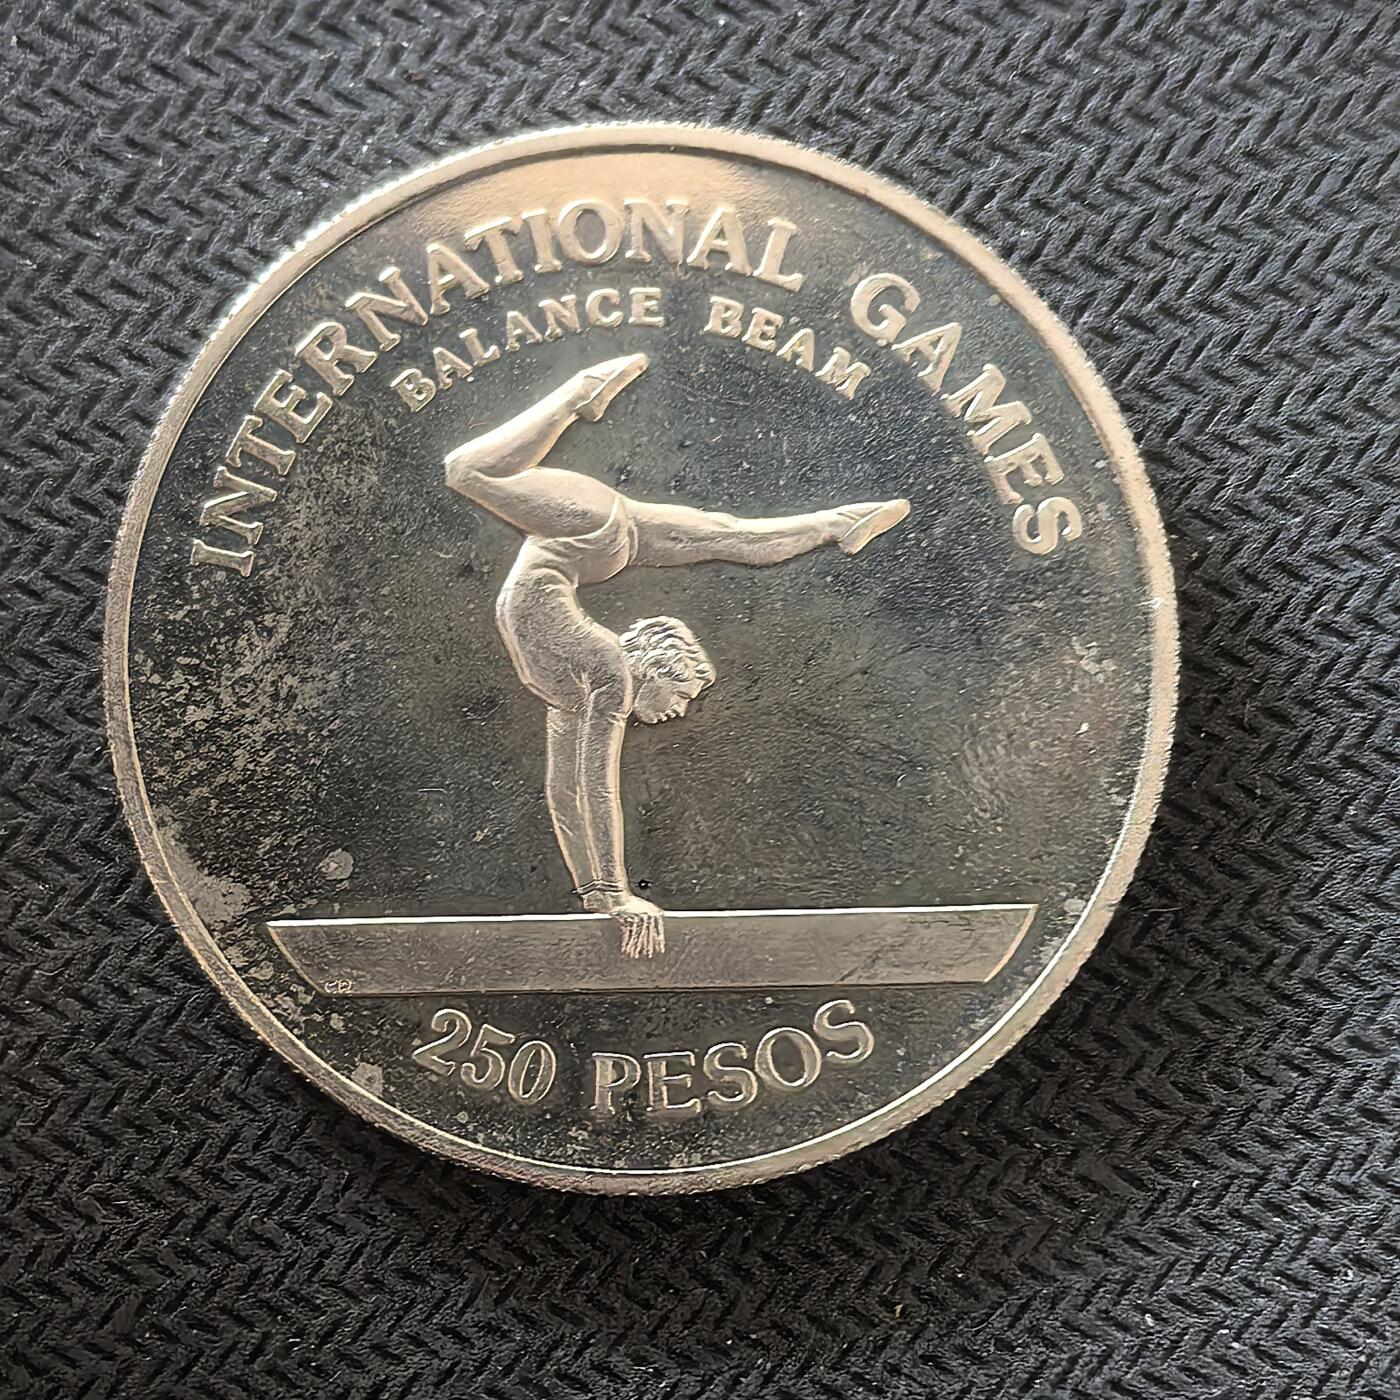 INTERNATIONAL GAMES
BALANCE BEAM
250 PESOS